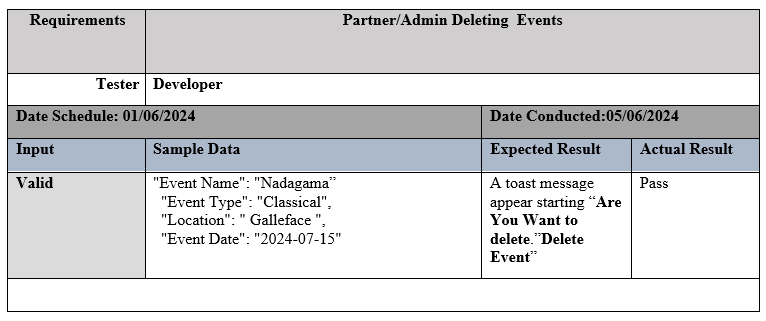 Requirements
Partner/Admin Deleting  Events
Tester
Developer
Date Schedule: 01/06/2024
Date Conducted:05/06/2024
Input
Sample Data
Expected Result
Actual Result
Valid
"Event Name": "Nadagama”
"Event Type": "Classical",
"Location": " Galleface ",
"Event Date": "2024-07-15"
A toast message
appear starting “Are
You Want to
delete.”Delete
Event”
Pass